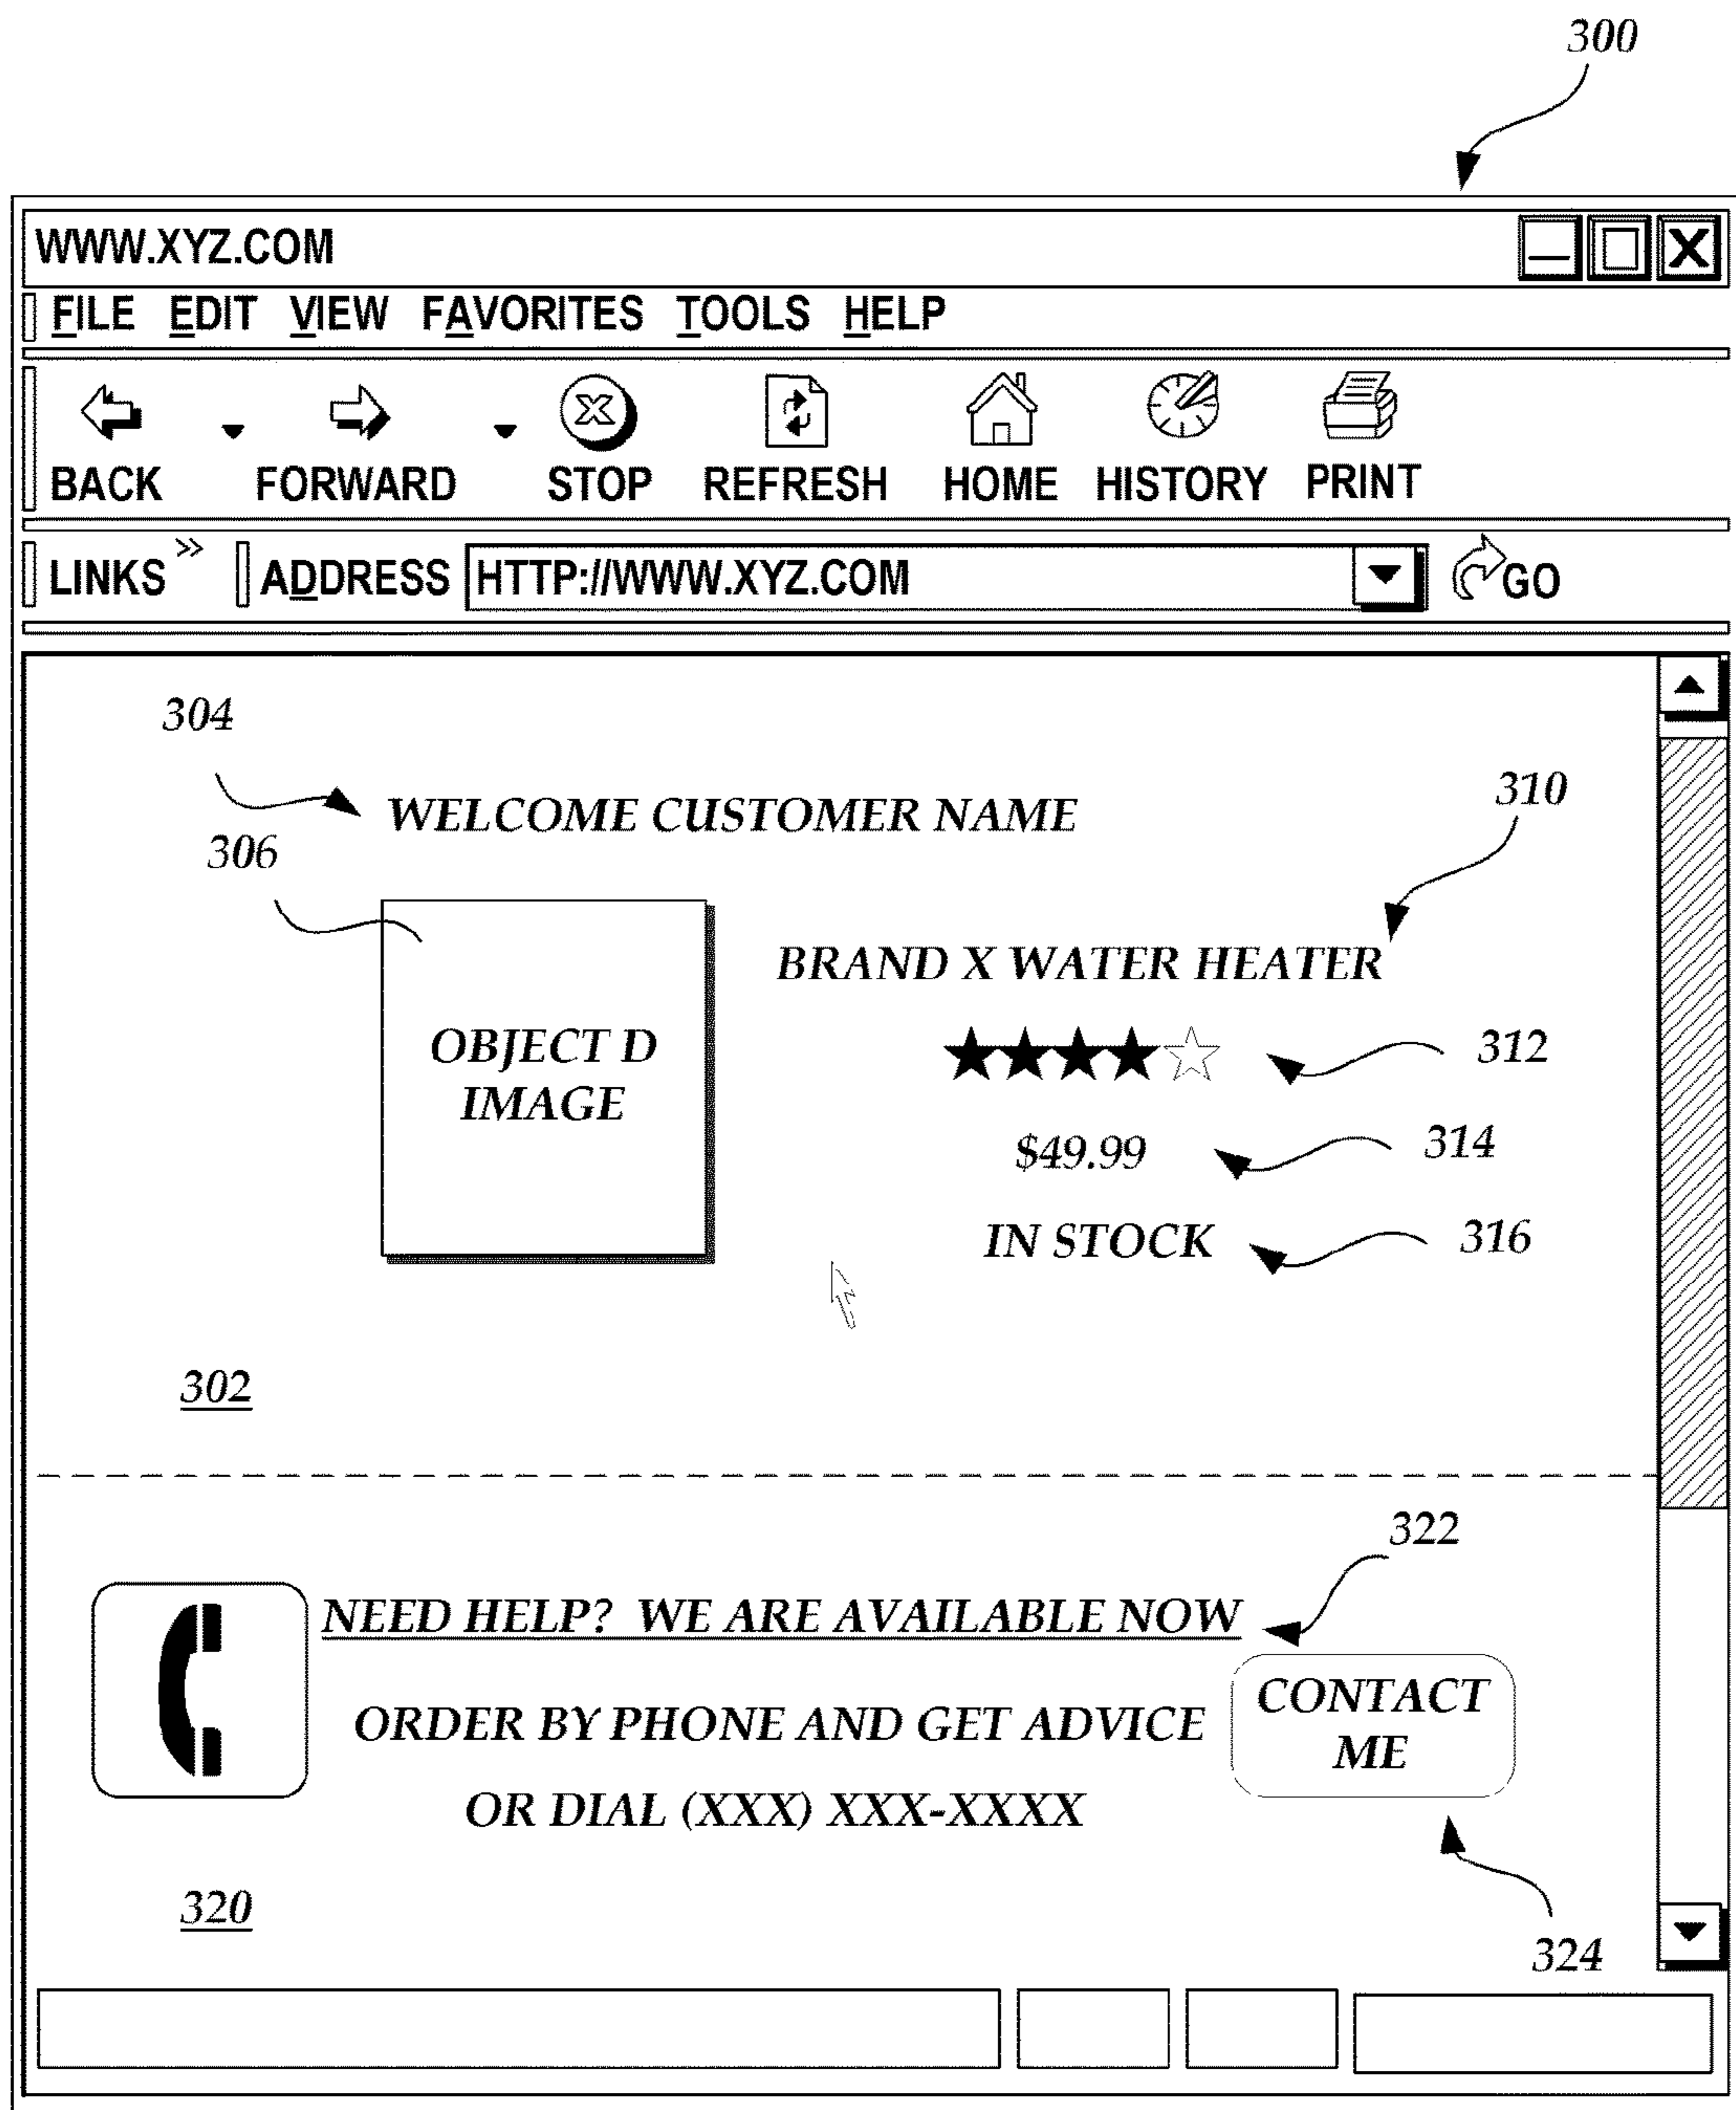 300
WWW.XYZ.COM
FILE EDIT VIEW FAVORITES TOOLS HELP
BACK FORWARD STOP REFRESH HOME HISTORY PRINT
LINKS >> ADDRESS HTTP://WWW.XYZ.COM GO
304
WELCOME CUSTOMER NAME
310
306
BRAND X WATER HEATER
OBJECT D
IMAGE
312
$49.99 314
IN STOCK 316
302
322
NEED HELP? WE ARE AVAILABLE NOW
ORDER BY PHONE AND GET ADVICE
CONTACT
ME
OR DIAL (XXX) XXX-XXXX
320
324